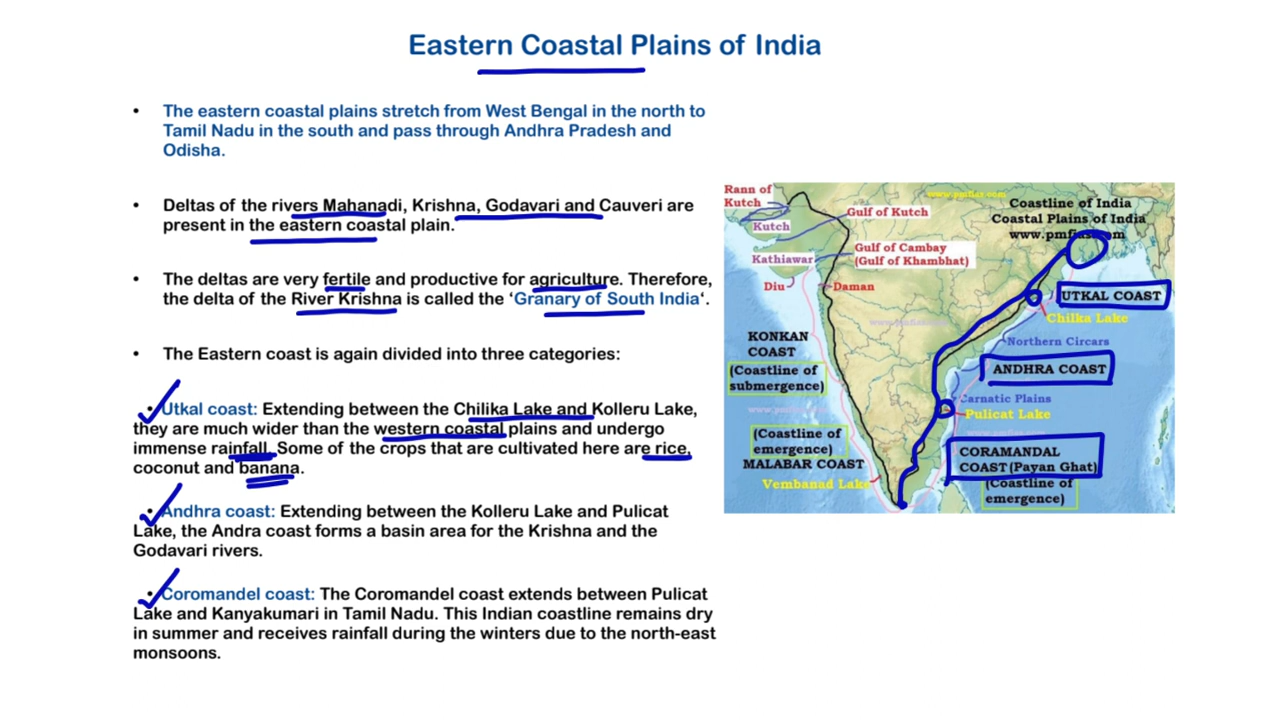 Eastern Coastal Plains of India
• The eastern coastal plains stretch from West Bengal in the north to
Tamil Nadu in the south and pass through Andhra Pradesh and
Odisha.
• Deltas of the rivers Mahanadi, Krishna, Godavari and Cauveri are
present in the eastern coastal plain.
• The deltas are very fertile and productive for agriculture. Therefore,
the delta of the River Krishna is called the ‘Granary of South India‘.
• The Eastern coast is again divided into three categories:
• Utkal coast: Extending between the Chilika Lake and Kolleru Lake,
they are much wider than the western coastal plains and undergo
immense rainfall. Some of the crops that are cultivated here are rice,
coconut and banana.
• Andhra coast: Extending between the Kolleru Lake and Pulicat
Lake, the Andra coast forms a basin area for the Krishna and the
Godavari rivers.
• Coromandel coast: The Coromandel coast extends between Pulicat
Lake and Kanyakumari in Tamil Nadu. This Indian coastline remains dry
in summer and receives rainfall during the winters due to the north-east
monsoons.
www.pmfias.com
Rann of
Kutch
Kutch
Gulf of Kutch
Coastline of India
Coastal Plains of India
www.pmfias.com
Kathiawar
Gulf of Cambay
(Gulf of Khambhat)
Diu
Daman
UTKAL COAST
Chilka Lake
KONKAN
COAST
(Coastline of
submergence)
Northern Circars
ANDHRA COAST
Carnatic Plains
Pulicat Lake
(Coastline of
emergence)
MALABAR COAST
Vembanad Lake
CORAMANDAL
COAST (Payan Ghat)
(Coastline of
emergence)